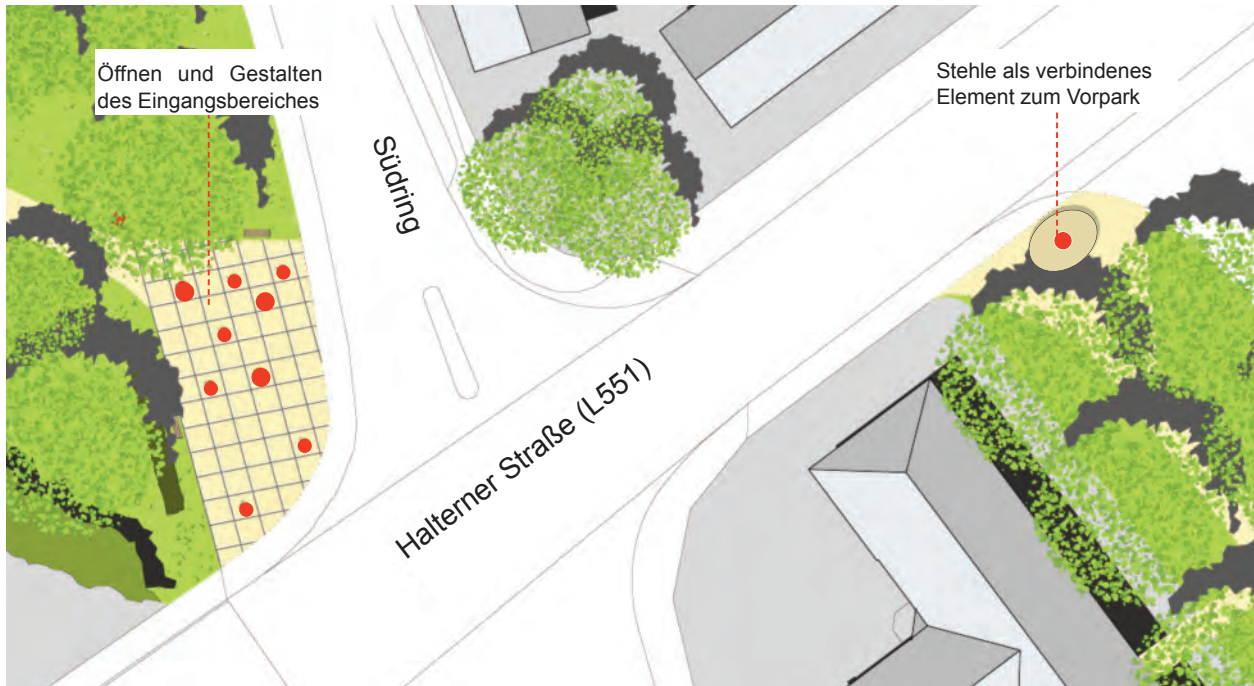 Öffnen und Gestalten
des Eingangsbereiches
Stehle als verbindenes
Element zum Vorpark
Südring
Halterner Straße (L551)